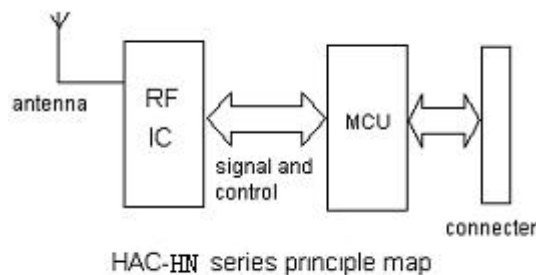 antenna
RF
IC
signal and
control
MCU
connecter
HAC-HN series principle map